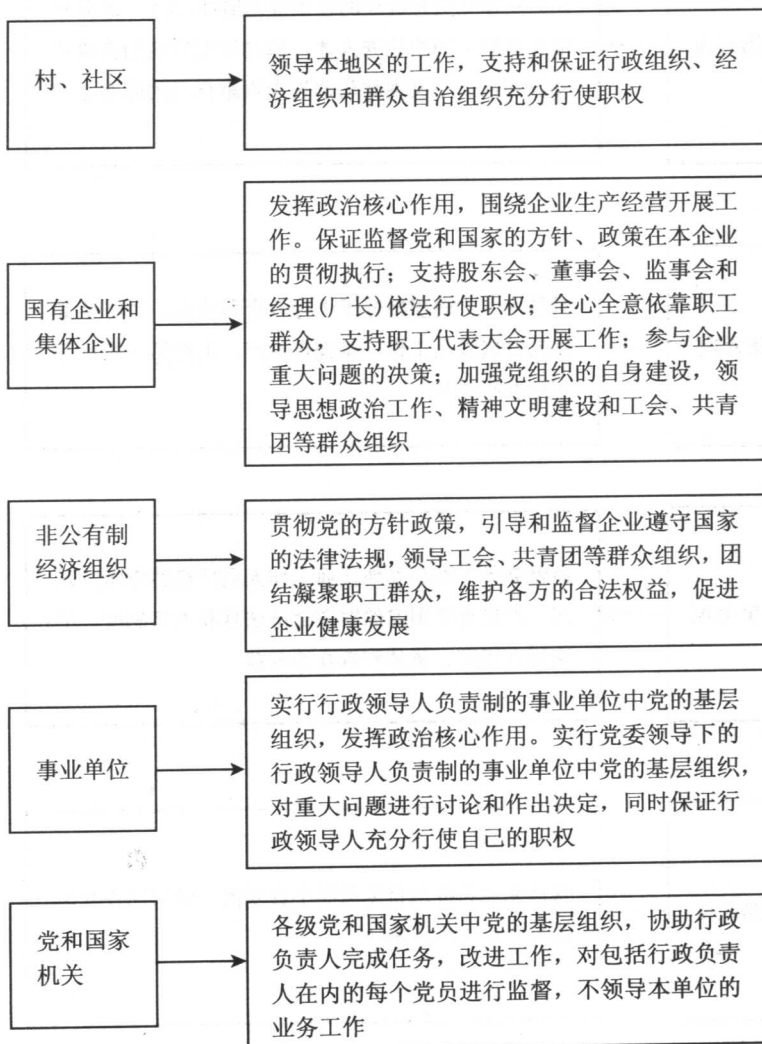 村、社区
领导本地区的工作，支持和保证行政组织、经
济组织和群众自治组织充分行使职权
国有企业和
集体企业
发挥政治核心作用，围绕企业生产经营开展工
作。保证监督党和国家的方针、政策在本企业
的贯彻执行；支持股东会、董事会、监事会和
经理(厂长)依法行使职权；全心全意依靠职工
群众，支持职工代表大会开展工作；参与企业
重大问题的决策；加强党组织的自身建设，领
导思想政治工作、精神文明建设和工会、共青
团等群众组织
非公有制
经济组织
贯彻党的方针政策，引导和监督企业遵守国家
的法律法规，领导工会、共青团等群众组织，团
结凝聚职工群众，维护各方的合法权益，促进
企业健康发展
事业单位
实行行政领导人负责制的事业单位中党的基层
组织，发挥政治核心作用。实行党委领导下的
行政领导人负责制的事业单位中党的基层组织，
对重大问题进行讨论和作出决定，同时保证行
政领导人充分行使自己的职权
党和国家
机关
各级党和国家机关中党的基层组织，协助行政
负责人完成任务，改进工作，对包括行政负责
人在内的每个党员进行监督，不领导本单位的
业务工作